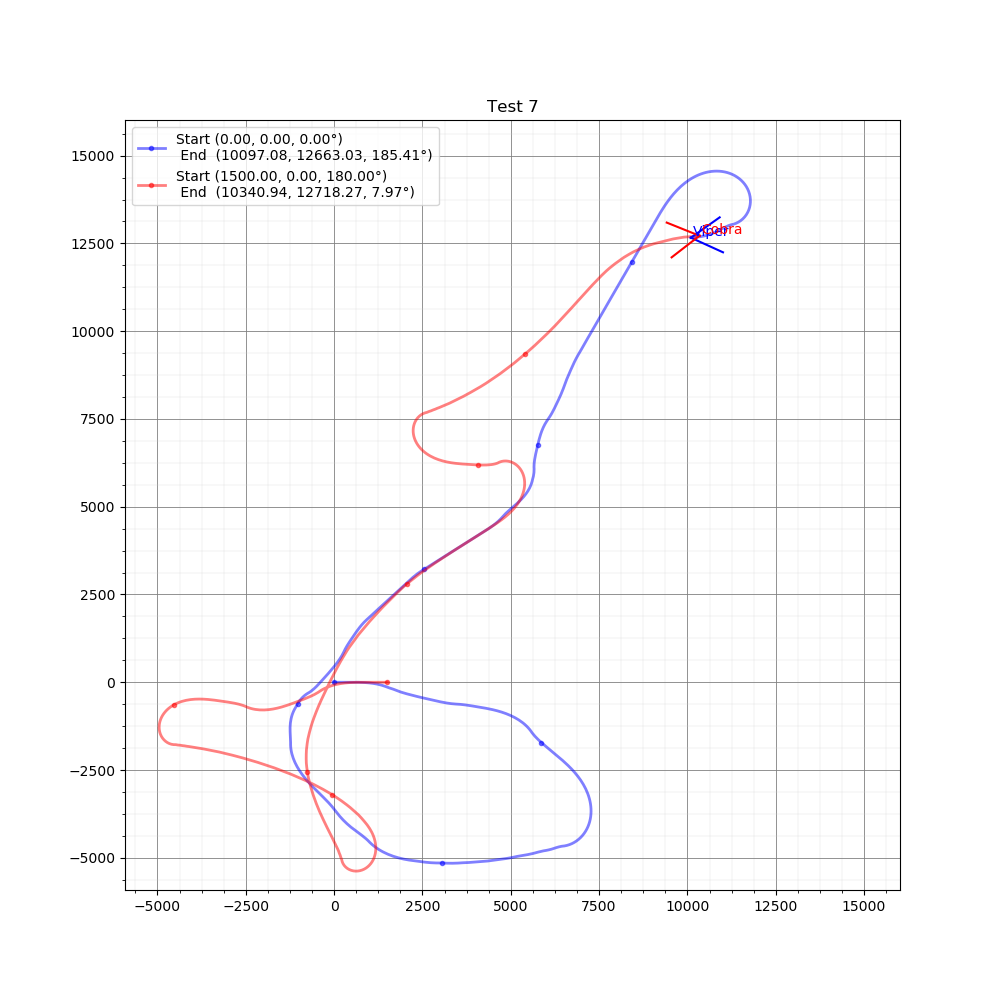 Test 7
Start (0.00, 0.00, 0.00°)
End (10097.08, 12663.03, 185.41°)
Start (1500.00, 0.00, 180.00°)
End (10340.94, 12718.27, 7.97°)
Viper
Cobra
15000
12500
10000
7500
5000
2500
0
−2500
−5000
−5000 −2500 0 2500 5000 7500 10000 12500 15000